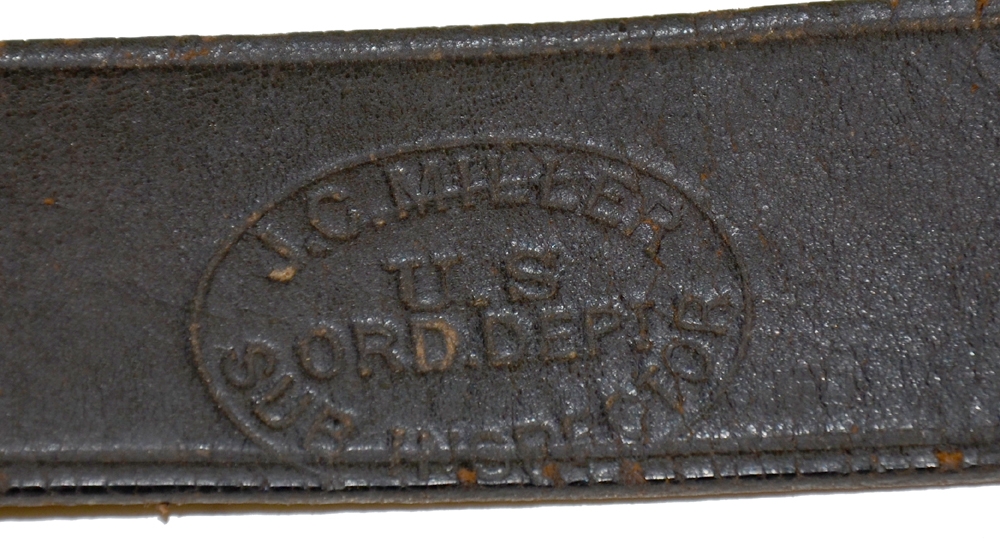 J.C. MILLER
U.S
ORD. DEPT
SUB INSPECTOR